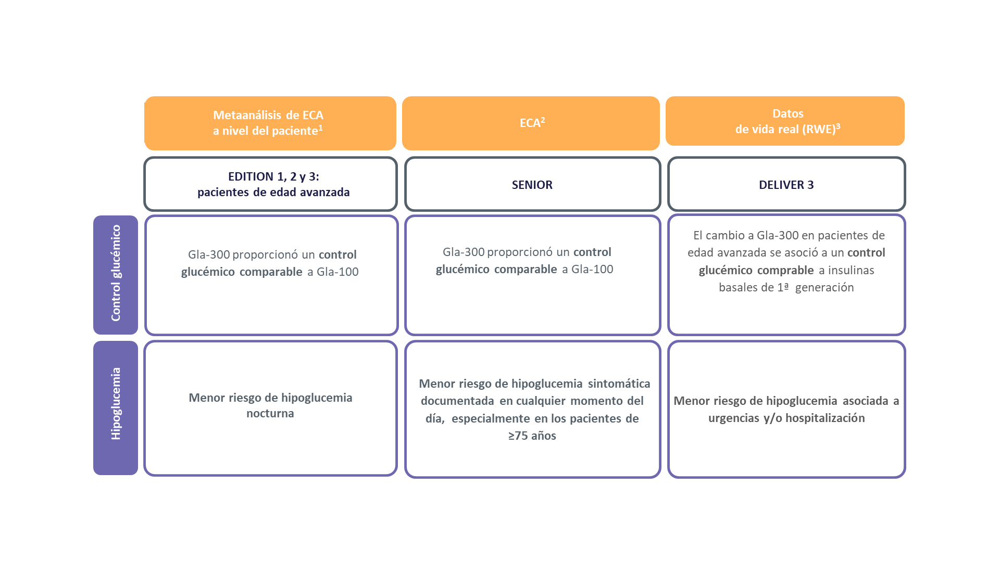 Metaanálisis de ECA
a nivel del paciente¹
ECA²
Datos
de vida real (RWE)³
EDITION 1, 2 y 3:
pacientes de edad avanzada
SENIOR
DELIVER 3
Control glucémico
Gla-300 proporcionó un control
glucémico comparable a Gla-100
Gla-300 proporcionó un control
glucémico comparable a Gla-100
El cambio a Gla-300 en pacientes de
edad avanzada se asoció a un control
glucémico comprable a insulinas
basales de 1ª generación
Hipoglucemia
Menor riesgo de hipoglucemia
nocturna
Menor riesgo de hipoglucemia sintomática
documentada en cualquier momento del
día, especialmente en los pacientes de
≥75 años
Menor riesgo de hipoglucemia asociada a
urgencias y/o hospitalización